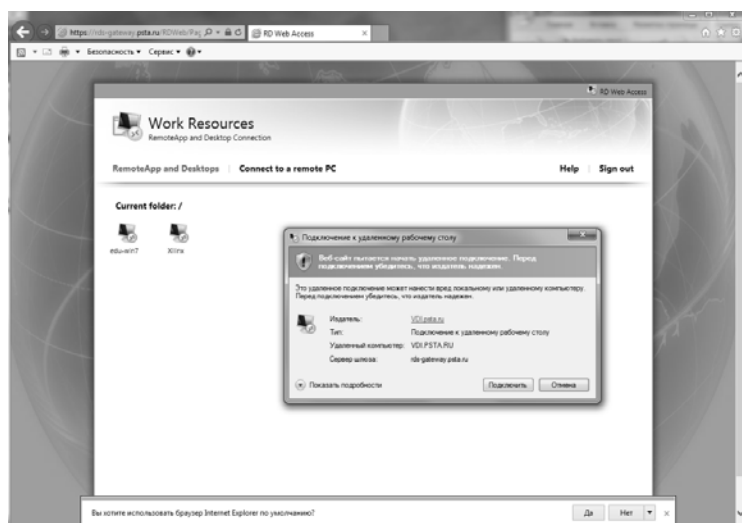 https://rds-gateway.psta.ru/RDWeb/Pag
RD Web Access
Безопасность Сервис
RD Web Access
Work Resources
RemoteApp and Desktop Connection
RemoteApp and Desktops Connect to a remote PC Help Sign out
Current folder: /
edu-win7 Xilinx
Подключение к удаленному рабочему столу
Веб-сайт пытается начать удаленное подключение. Перед
подключением убедитесь, что издатель надежен.
Это удаленное подключение может нанести вред локальному или удаленному компьютеру.
Перед подключением убедитесь, что издатель надежен.
Издатель: VDI.psta.ru
Тип: Подключение к удаленному рабочему столу
Удаленный компьютер: VDI.PSTA.RU
Сервер шлюза: rds-gateway.psta.ru
Показать подробности Подключить Отмена
Вы хотите использовать браузер Internet Explorer по умолчанию? Да Нет